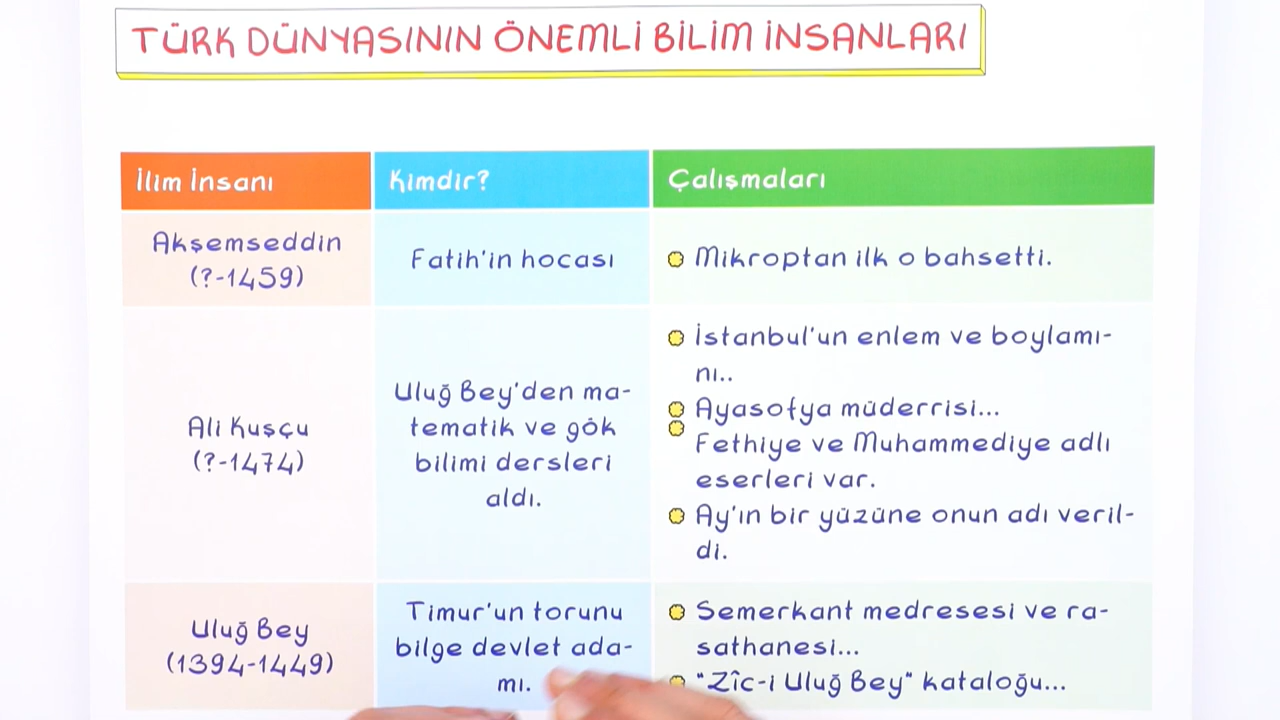 TÜRK DÜNYASININ ÖNEMLİ BİLİM İNSANLARI
İlim İnsanı
Kimdir?
Çalışmaları
Akşemseddin
(?-1459)
Fatih'in hocası
Mikroptan ilk o bahsetti.
Ali Kuşçu
(?-1474)
Uluğ Bey'den ma-
tematik ve gök
bilimi dersleri
aldı.
İstanbul'un enlem ve boylamı-
nı..
Ayasofya müderrisi...
Fethiye ve Muhammediye adlı
eserleri var.
Ay'ın bir yüzüne onun adı veril-
di.
Uluğ Bey
(1394-1449)
Timur'un torunu
bilge devlet ada-
mı.
Semerkant medresesi ve ra-
sathanesi...
"Zîc-i Uluğ Bey" kataloğu...